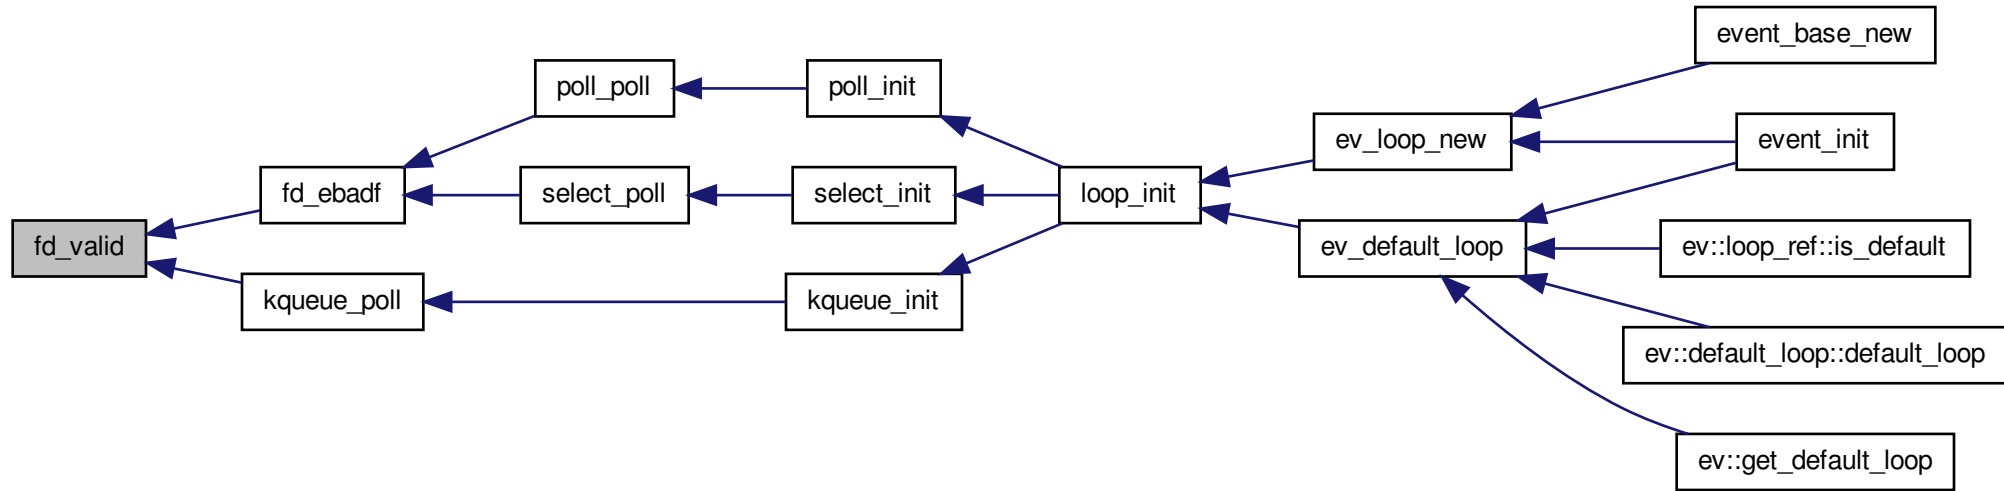 fd_valid
fd_ebadf
kqueue_poll
poll_poll
select_poll
poll_init
select_init
kqueue_init
loop_init
ev_loop_new
ev_default_loop
event_base_new
event_init
ev::loop_ref::is_default
ev::default_loop::default_loop
ev::get_default_loop